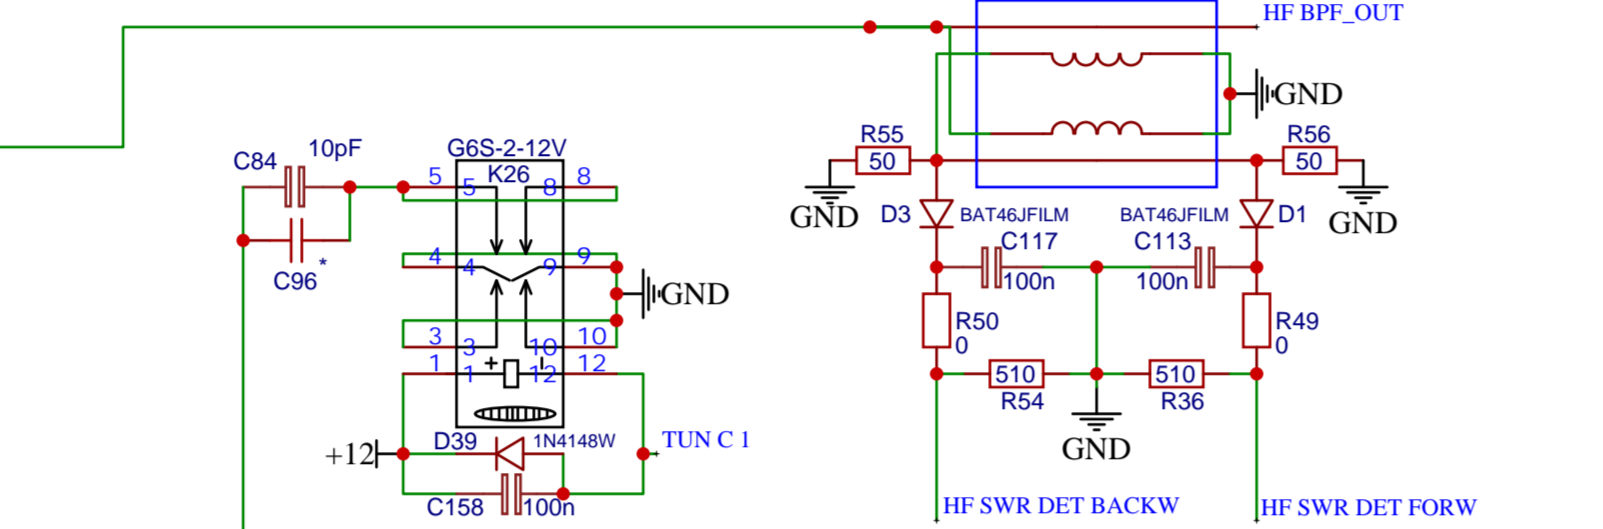 HF BPF_OUT
GND
R55
50
R56
50
10pF
C84
G6S-2-12V
K26
5
5
8
8
GND
D3
BAT46JFILM
BAT46JFILM
D1
GND
C96
*
4
4
9
9
C117
100n
C113
100n
GND
3
3
10
10
R50
0
R49
0
1
1
+
12
12
510
R54
510
R36
GND
+12
D39
1N4148W
TUN C 1
C158
100n
HF SWR DET BACKW
HF SWR DET FORW